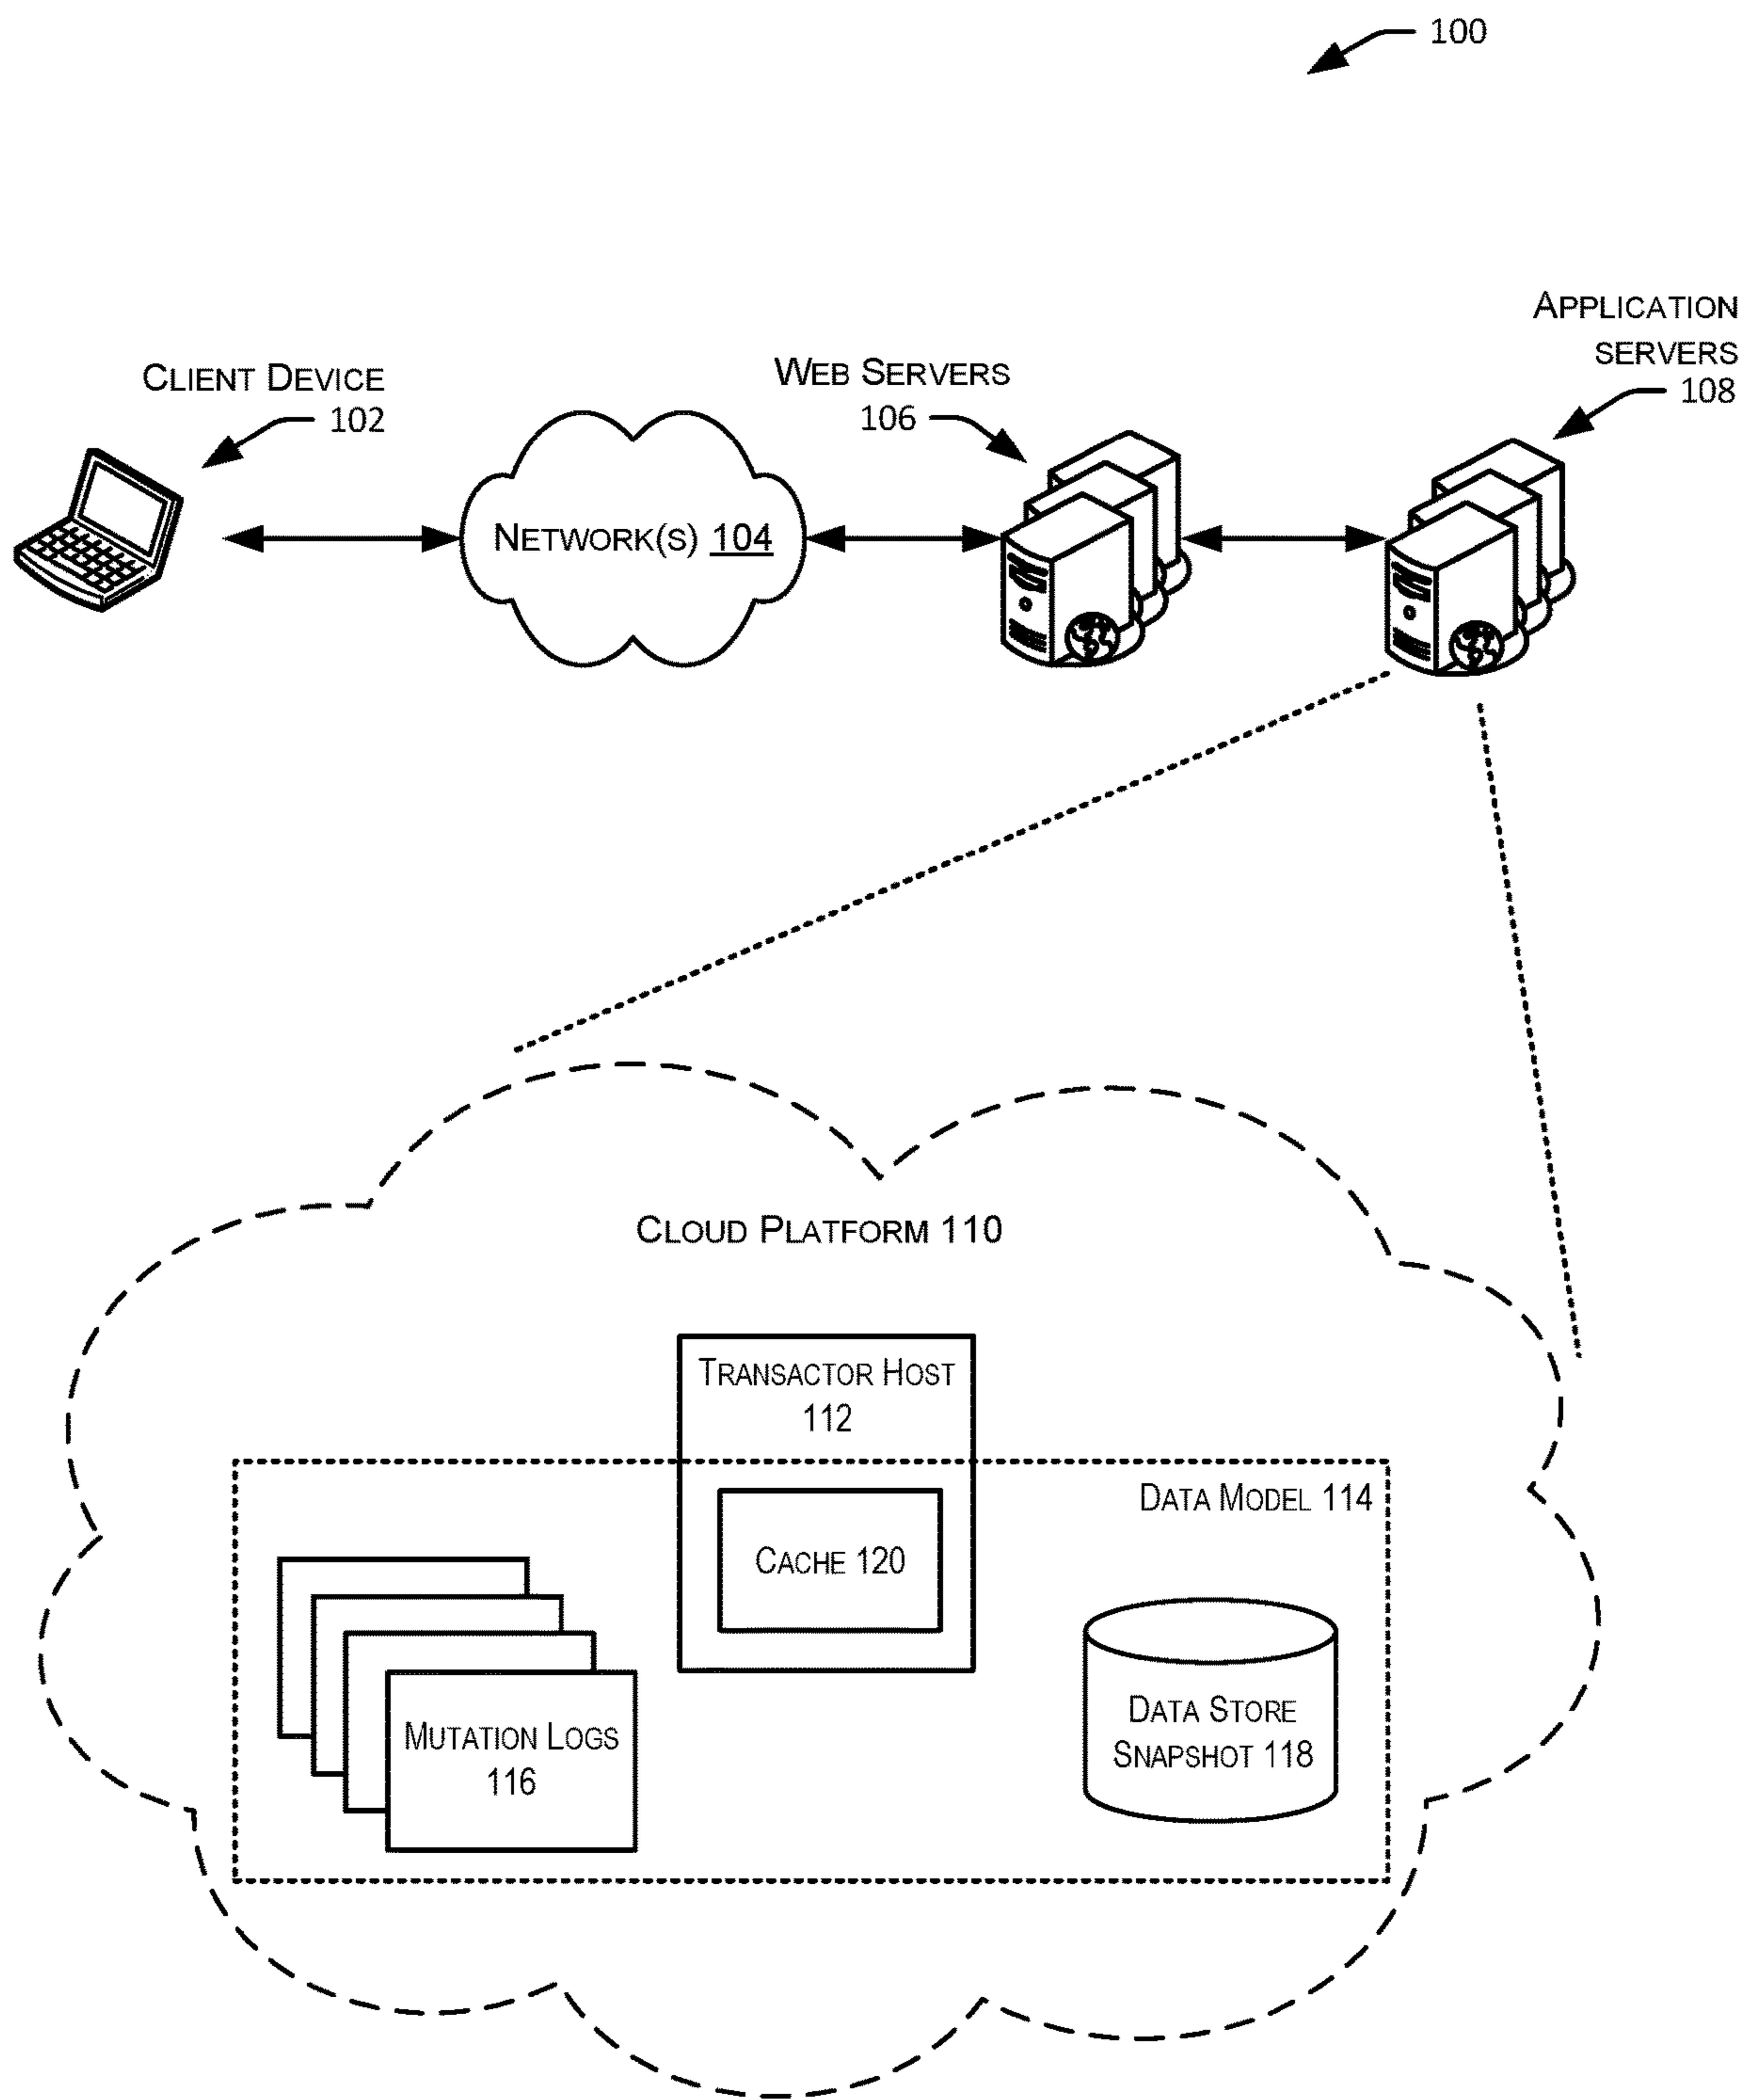 100
APPLICATION
SERVERS
108
CLIENT DEVICE
102
WEB SERVERS
106
NETWORK(S) 104
CLOUD PLATFORM 110
TRANSACTOR HOST
112
DATA MODEL 114
CACHE 120
MUTATION LOGS
116
DATA STORE
SNAPSHOT 118